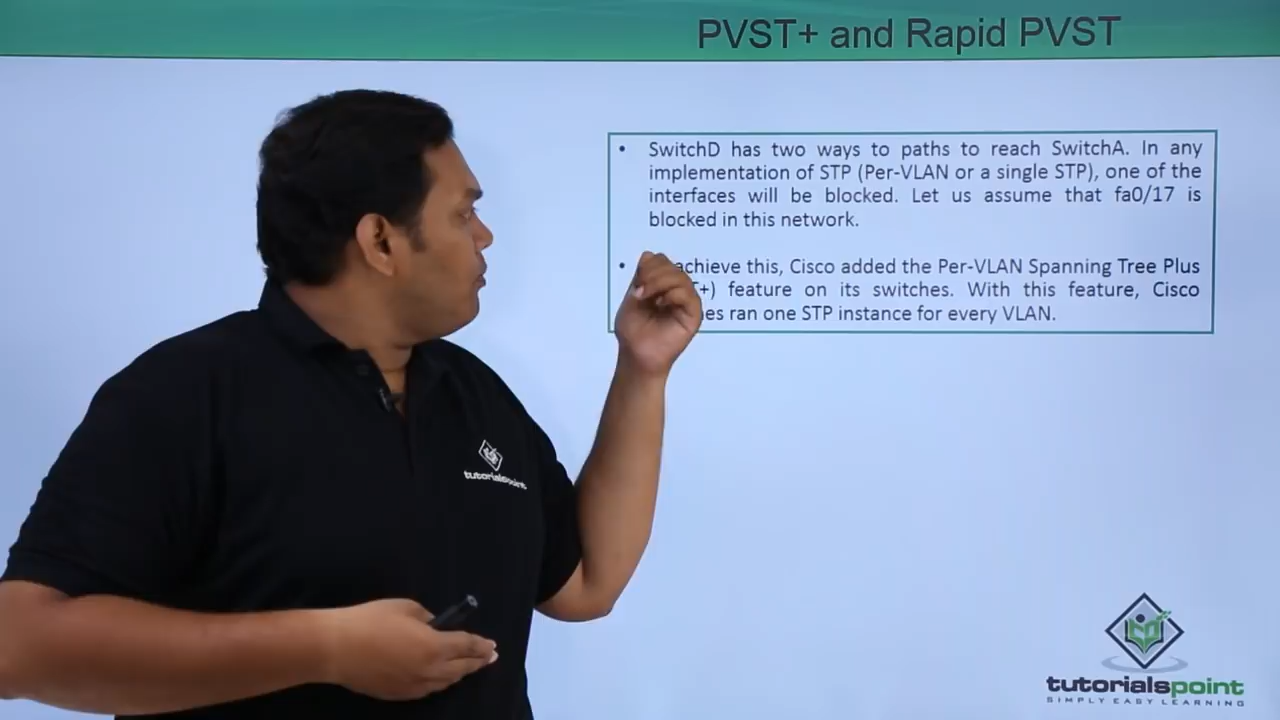 PVST+ and Rapid PVST
• SwitchD has two ways to paths to reach SwitchA. In any
implementation of STP (Per-VLAN or a single STP), one of the
interfaces will be blocked. Let us assume that fa0/17 is
blocked in this network.
• achieve this, Cisco added the Per-VLAN Spanning Tree Plus
T+) feature on its switches. With this feature, Cisco
es ran one STP instance for every VLAN.
tutorialspoint
tutorialspoint
SIMPLY EASY LEARNING